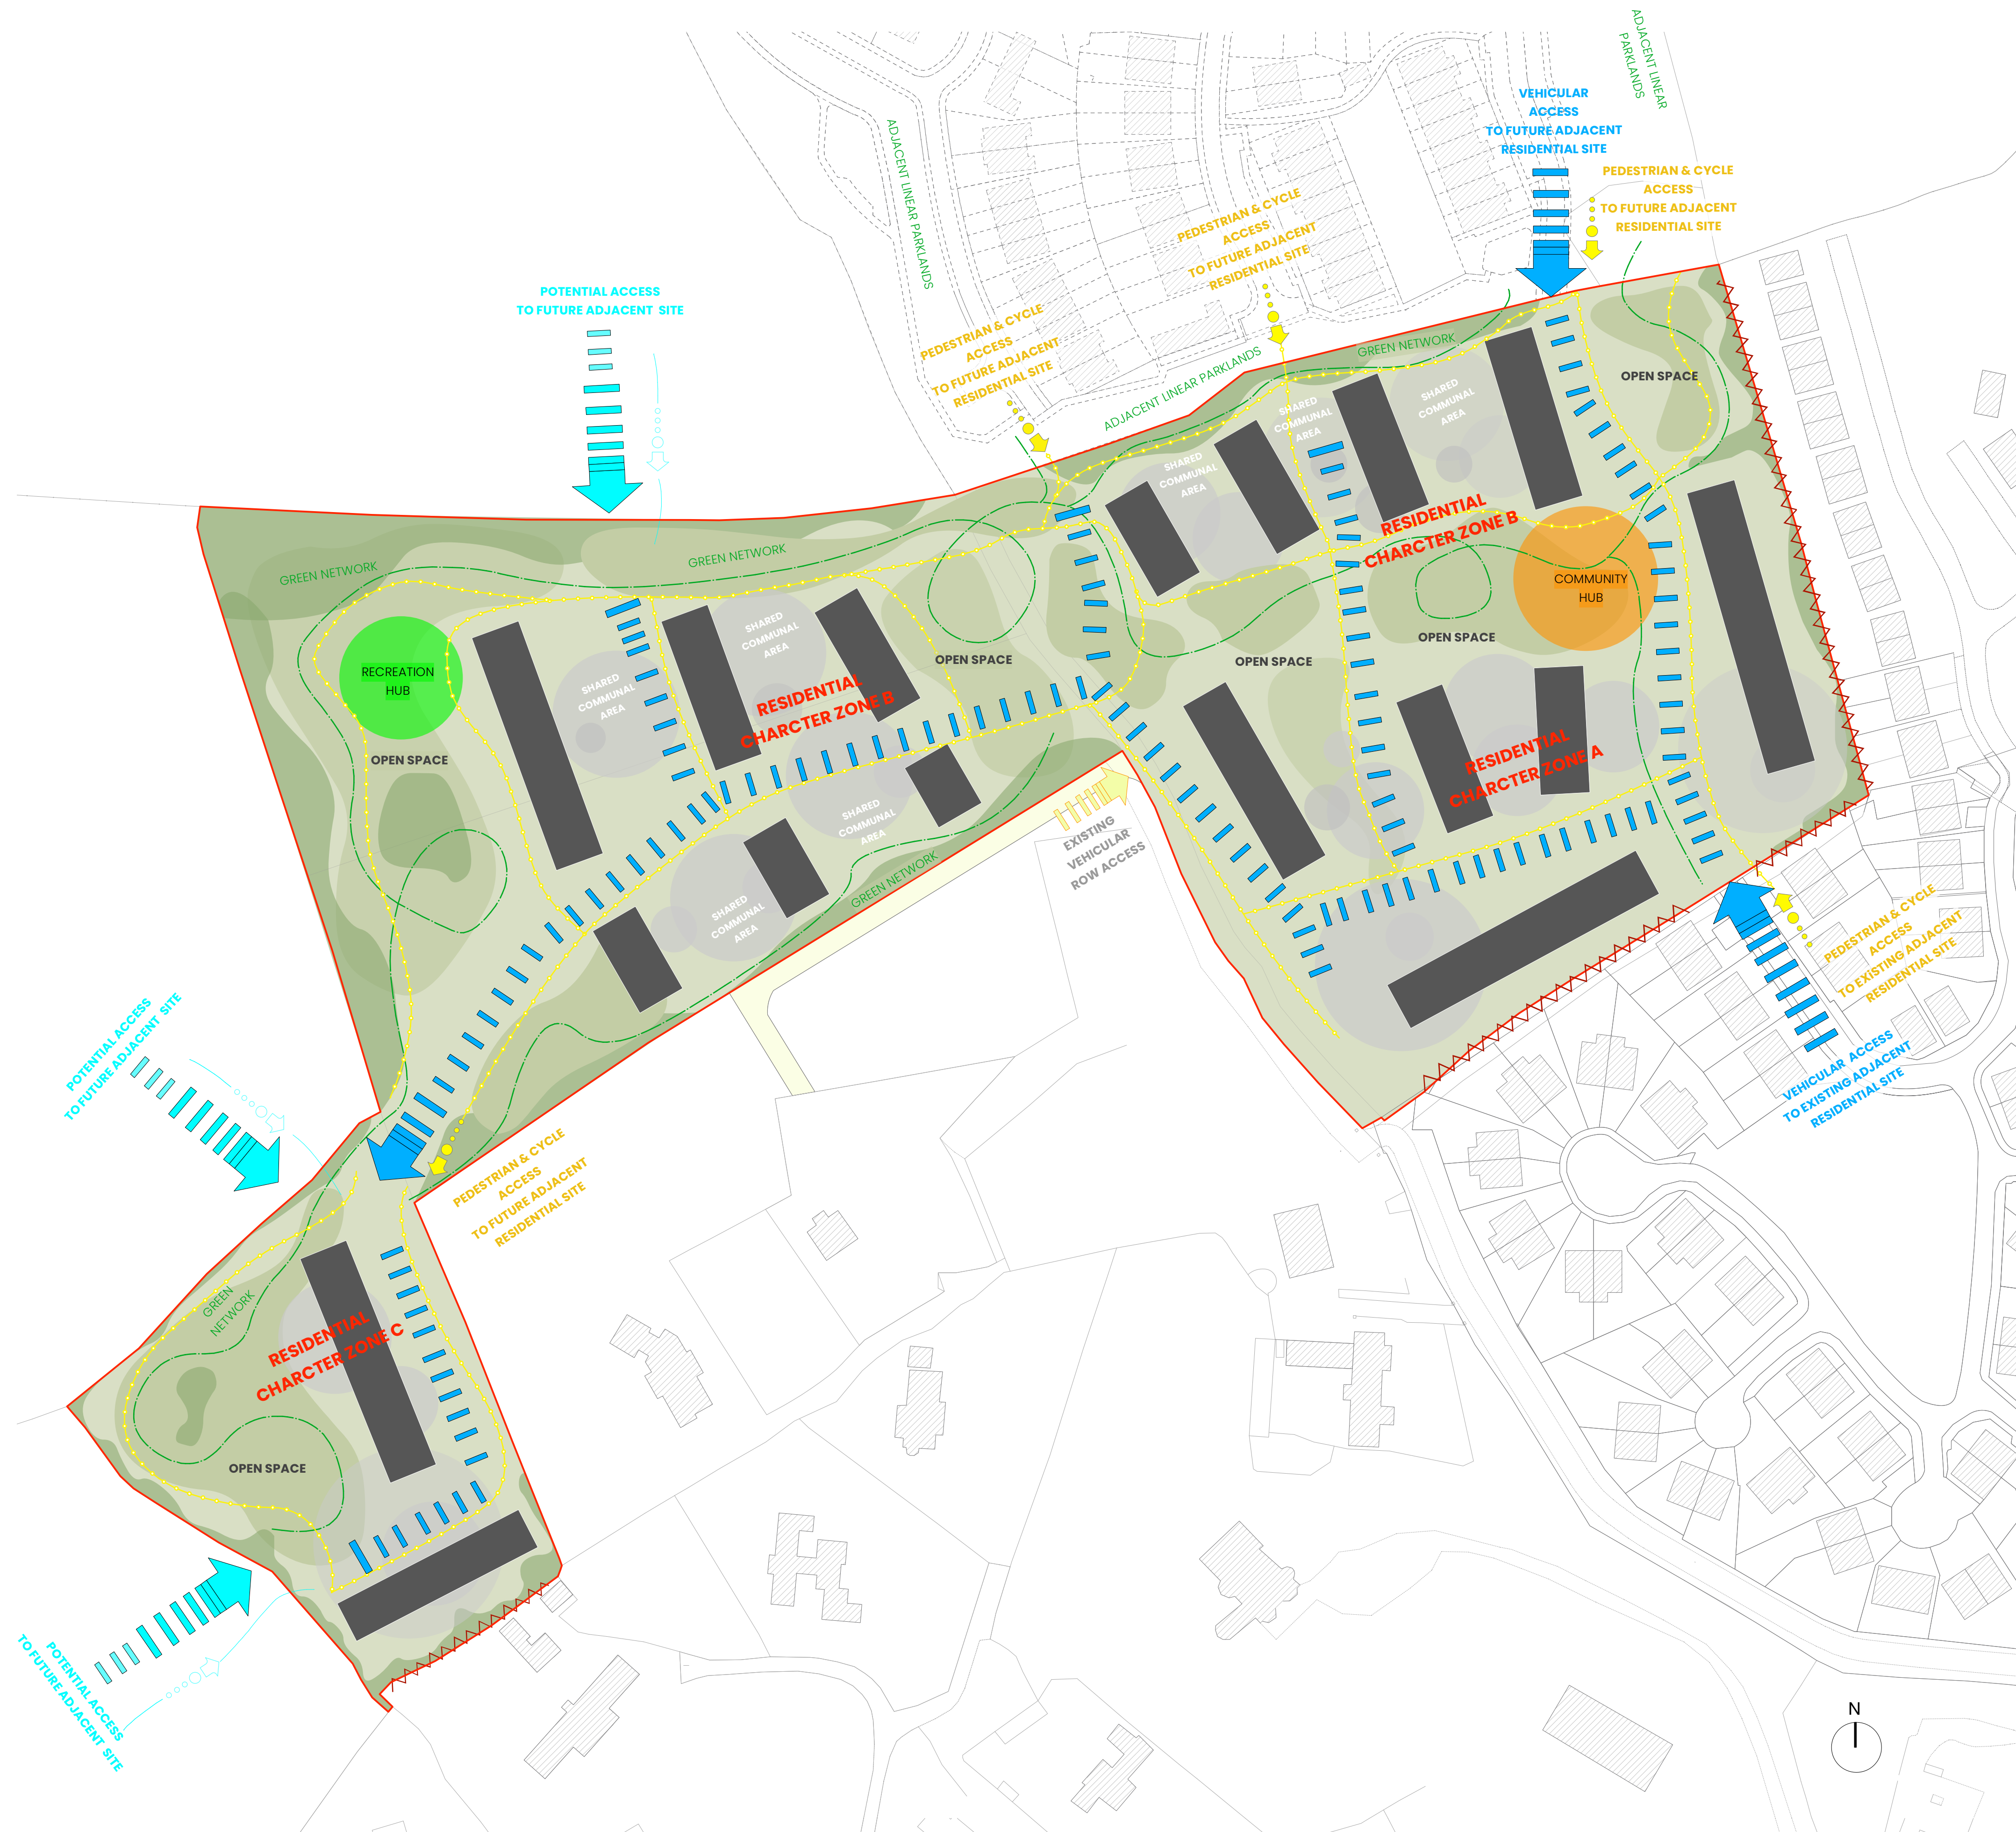 ADJACENT LINEAR
PARKLANDS
VEHICULAR
ACCESS
TO FUTURE ADJACENT
RESIDENTIAL SITE
PEDESTRIAN & CYCLE
ACCESS
TO FUTURE ADJACENT
RESIDENTIAL SITE
ADJACENT LINEAR PARKLANDS
PEDESTRIAN & CYCLE
ACCESS
TO FUTURE ADJACENT
RESIDENTIAL SITE
POTENTIAL ACCESS
TO FUTURE ADJACENT SITE
PEDESTRIAN & CYCLE
ACCESS
TO FUTURE ADJACENT
RESIDENTIAL SITE
ADJACENT LINEAR PARKLANDS
GREEN NETWORK
OPEN SPACE
SHARED
COMMUNAL
AREA
SHARED
COMMUNAL
AREA
SHARED
COMMUNAL
AREA
RESIDENTIAL
CHARCTER ZONE B
GREEN NETWORK
GREEN NETWORK
COMMUNITY
HUB
OPEN SPACE
OPEN SPACE
OPEN SPACE
RECREATION
HUB
SHARED
COMMUNAL
AREA
SHARED
COMMUNAL
AREA
RESIDENTIAL
CHARCTER ZONE B
OPEN SPACE
RESIDENTIAL
CHARCTER ZONE A
SHARED
COMMUNAL
AREA
EXISTING
VEHICULAR
ROW ACCESS
GREEN NETWORK
SHARED
COMMUNAL
AREA
PEDESTRIAN & CYCLE
ACCESS
TO EXISTING ADJACENT
RESIDENTIAL SITE
VEHICULAR ACCESS
TO EXISTING ADJACENT
RESIDENTIAL SITE
POTENTIAL ACCESS
TO FUTURE ADJACENT SITE
PEDESTRIAN & CYCLE
ACCESS
TO FUTURE ADJACENT
RESIDENTIAL SITE
GREEN
NETWORK
RESIDENTIAL
CHARCTER ZONE C
OPEN SPACE
POTENTIAL ACCESS
TO FUTURE ADJACENT SITE
N